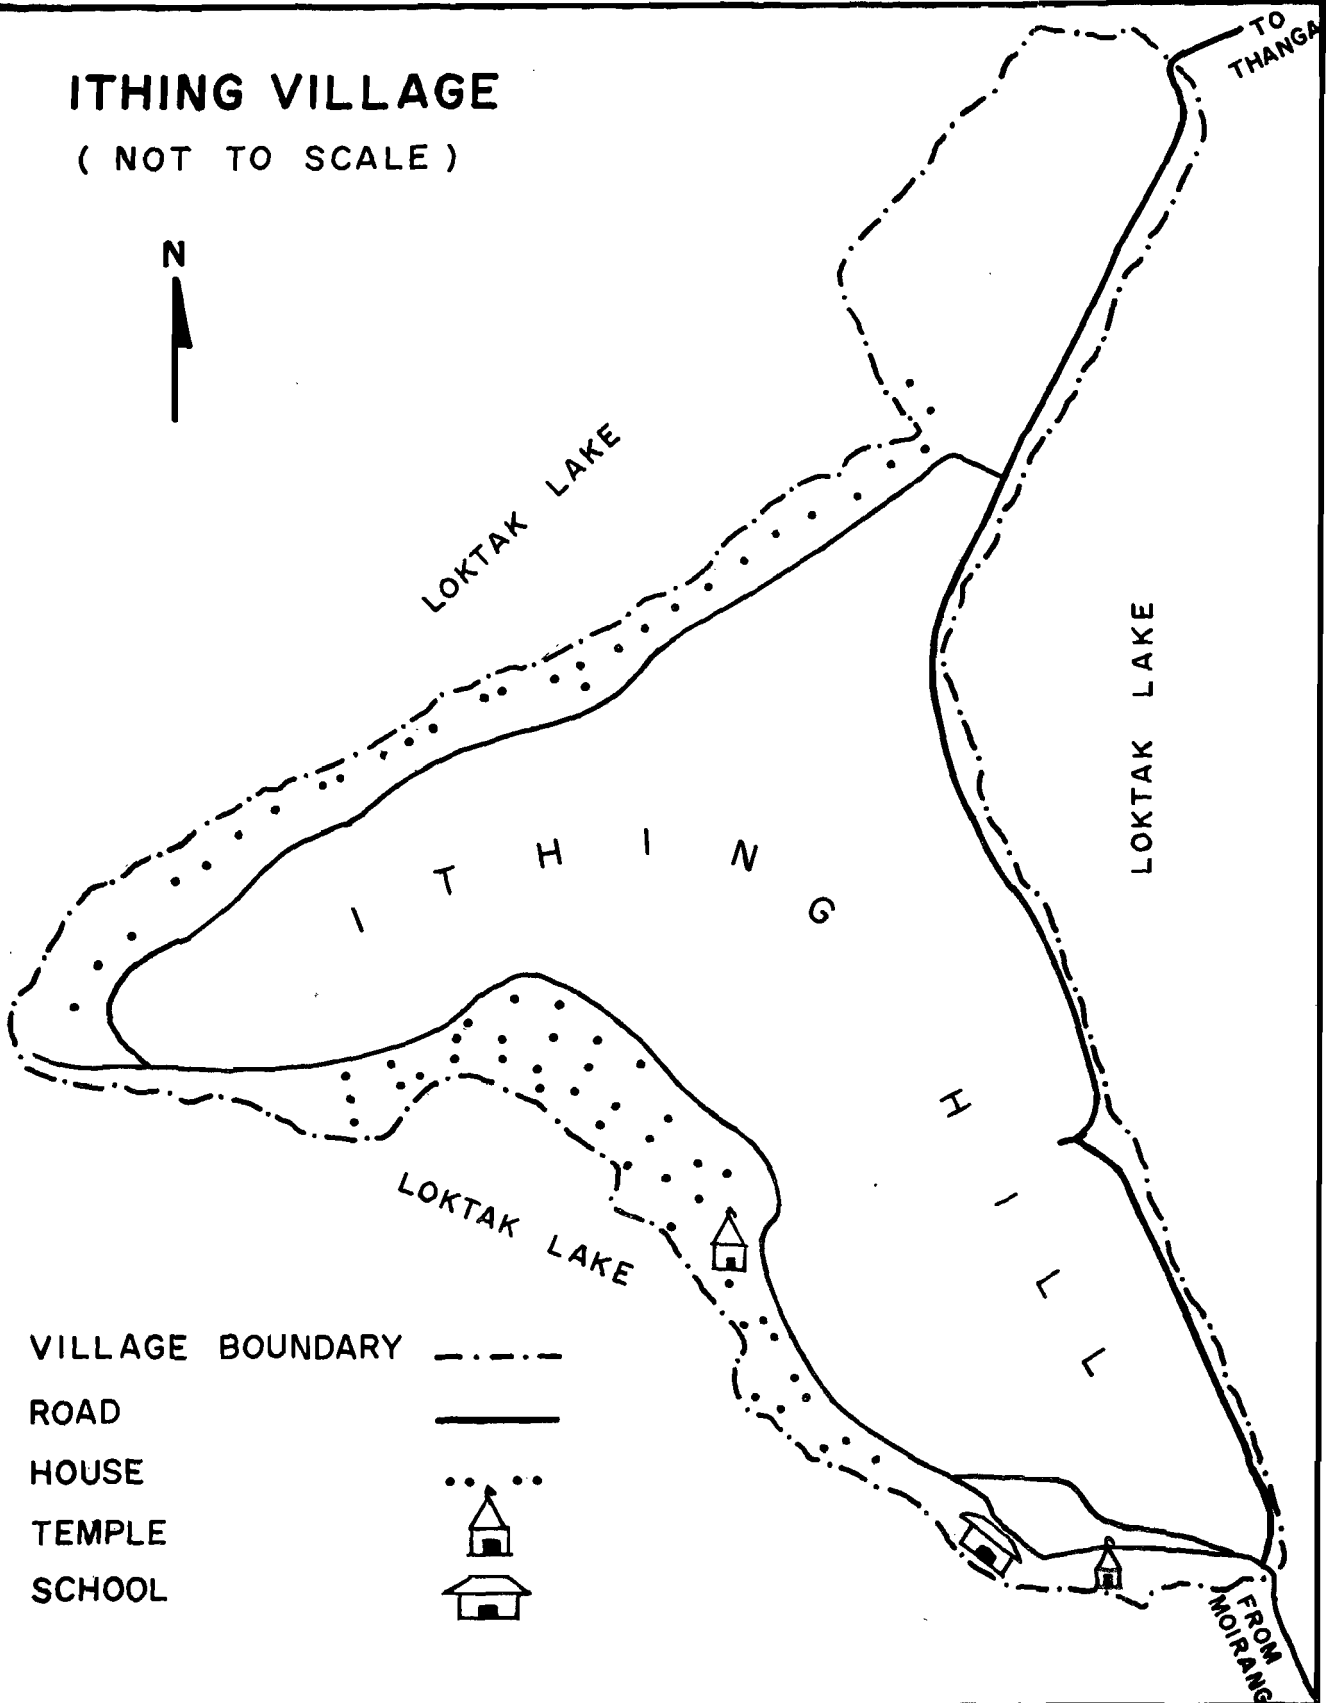 TO
THANGA
ITHING VILLAGE
( NOT TO SCALE )
N
LOKTAK LAKE
LOKTAK LAKE
ITHING HILL
LOKTAK LAKE
VILLAGE BOUNDARY
ROAD
HOUSE
TEMPLE
SCHOOL
FROM
MOIRANG